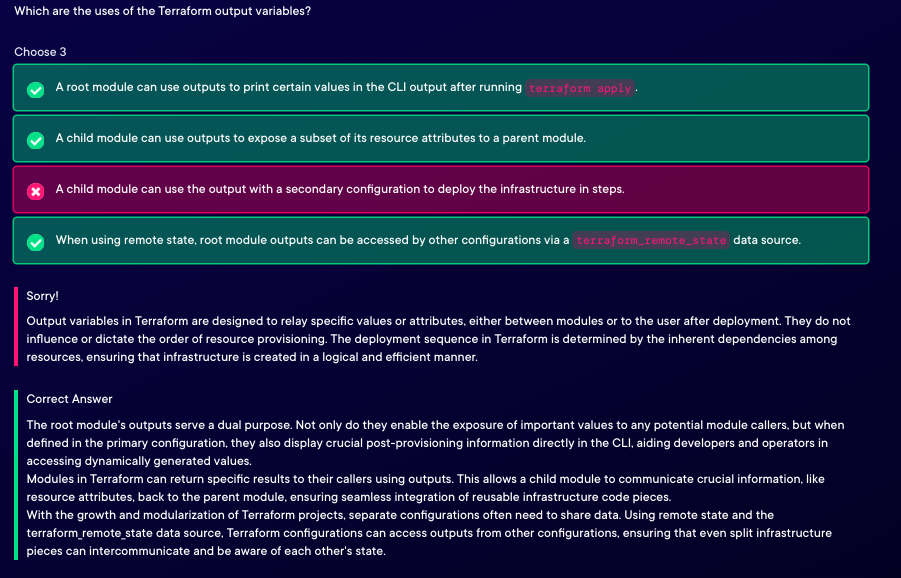 Which are the uses of the Terraform output variables?
Choose 3
A root module can use outputs to print certain values in the CLI output after running terraform apply.
A child module can use outputs to expose a subset of its resource attributes to a parent module.
A child module can use the output with a secondary configuration to deploy the infrastructure in steps.
When using remote state, root module outputs can be accessed by other configurations via a terraform_remote_state data source.
Sorry!
Output variables in Terraform are designed to relay specific values or attributes, either between modules or to the user after deployment. They do not
influence or dictate the order of resource provisioning. The deployment sequence in Terraform is determined by the inherent dependencies among
resources, ensuring that infrastructure is created in a logical and efficient manner.
Correct Answer
The root module's outputs serve a dual purpose. Not only do they enable the exposure of important values to any potential module callers, but when
defined in the primary configuration, they also display crucial post-provisioning information directly in the CLI, aiding developers and operators in
accessing dynamically generated values.
Modules in Terraform can return specific results to their callers using outputs. This allows a child module to communicate crucial information, like
resource attributes, back to the parent module, ensuring seamless integration of reusable infrastructure code pieces.
With the growth and modularization of Terraform projects, separate configurations often need to share data. Using remote state and the
terraform_remote_state data source, Terraform configurations can access outputs from other configurations, ensuring that even split infrastructure
pieces can intercommunicate and be aware of each other's state.